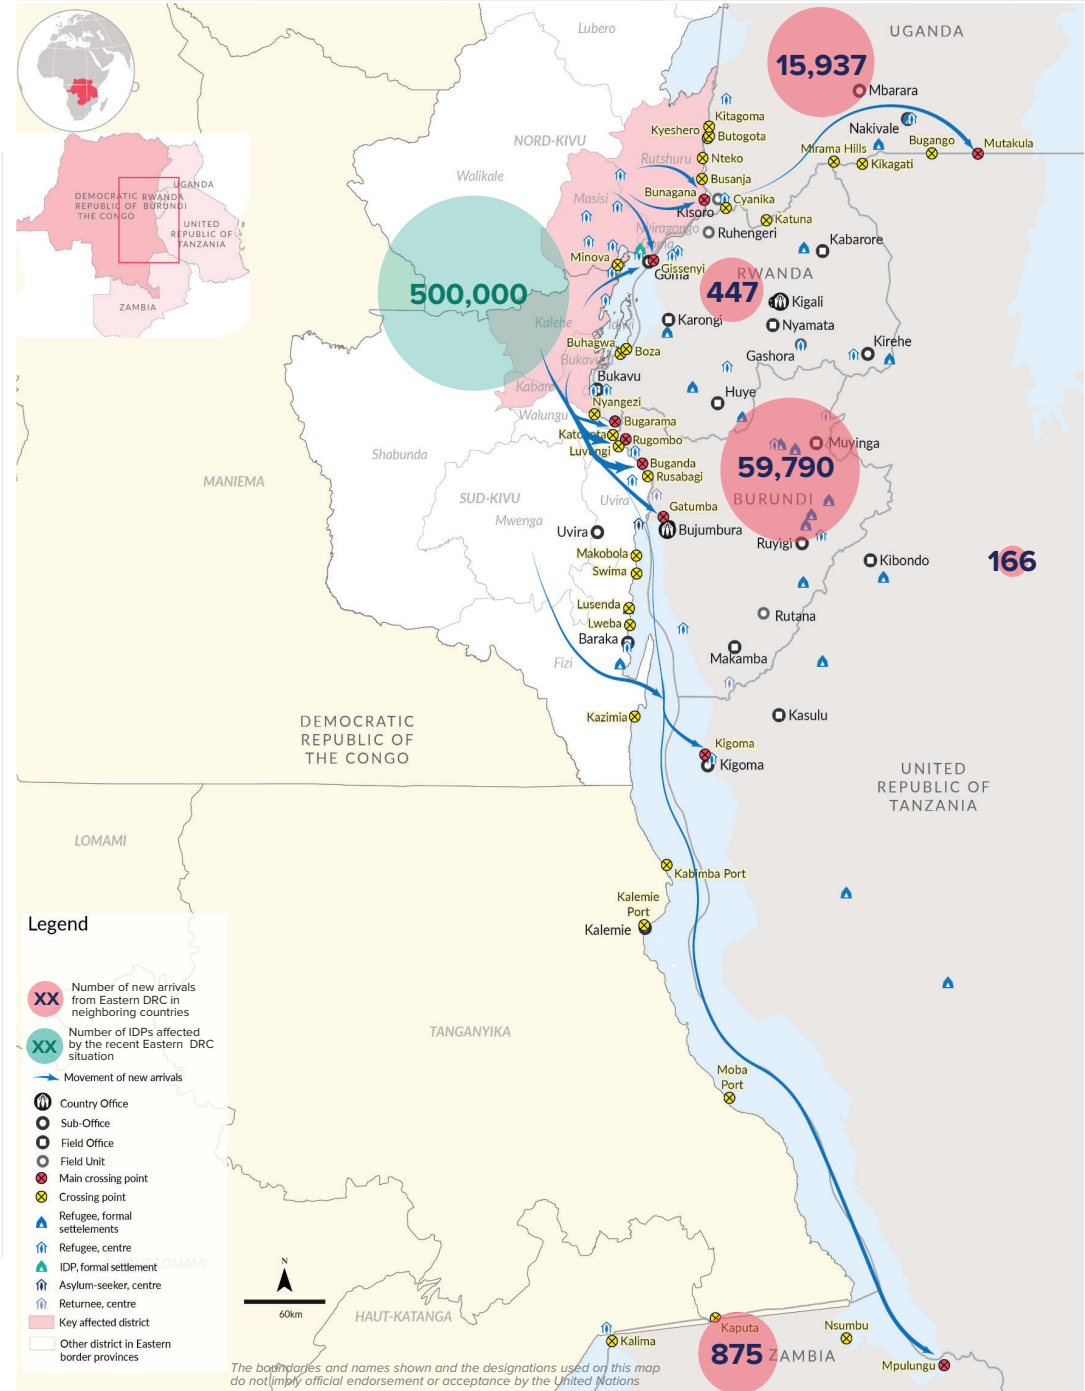 UGANDA
Lubero
15,937
Mbarara
Kitagoma
Kyeshero
Butogota
NORD-KIVU
Nakivale
Mirama Hills
Bugango
Mutakula
Kikagati
Nteko
Rutshuru
Busanja
Walikale
UGANDA
DEMOCRATIC
REPUBLIC OF
THE CONGO
RWANDA
BURUNDI
UNITED
REPUBLIC OF
TANZANIA
ZAMBIA
Masisi
Bunagana
Cyanika
Kisoro
Katuna
Nyiragongo
Ruhengeri
Kabarore
Minova
Gissenyi
Goma
RWANDA
500,000
447
Kigali
Kalehe
Idjwi
Karongi
Nyamata
Buhagwa
Boza
Gashora
Kirehe
Bukavu
Bukavu
Kabare
Huye
Nyangezi
Walungu
Bugarama
Katogota
Rugombo
Luvungi
Muyinga
Shabunda
Buganda
59,790
Rusabagi
MANIEMA
SUD-KIVU
Uvira
BURUNDI
Gatumba
Mwenga
Uvira
Bujumbura
Ruyigi
Makobola
Kibondo
166
Swima
Lusenda
Rutana
Lweba
Baraka
Makamba
Fizi
Kazimia
Kasulu
DEMOCRATIC
REPUBLIC OF
THE CONGO
Kigoma
Kigoma
UNITED
REPUBLIC OF
TANZANIA
LOMAMI
Kabimba Port
Kalemie
Port
Kalemie
TANGANYIKA
Moba
Port
Legend
XX
Number of new arrivals
from Eastern DRC in
neighboring countries
XX
Number of IDPs affected
by the recent Eastern DRC
situation
Movement of new arrivals
Country Office
Sub-Office
Field Office
Field Unit
Main crossing point
Crossing point
Refugee, formal
settelements
Refugee, centre
IDP, formal settlement
Asylum-seeker, centre
Returnee, centre
Key affected district
Other district in Eastern
border provinces
LOMAMI
N
60km
HAUT-KATANGA
Kaputa
Nsumbu
Kalima
875
ZAMBIA
Mpulungu
The boundaries and names shown and the designations used on this map
do not imply official endorsement or acceptance by the United Nations